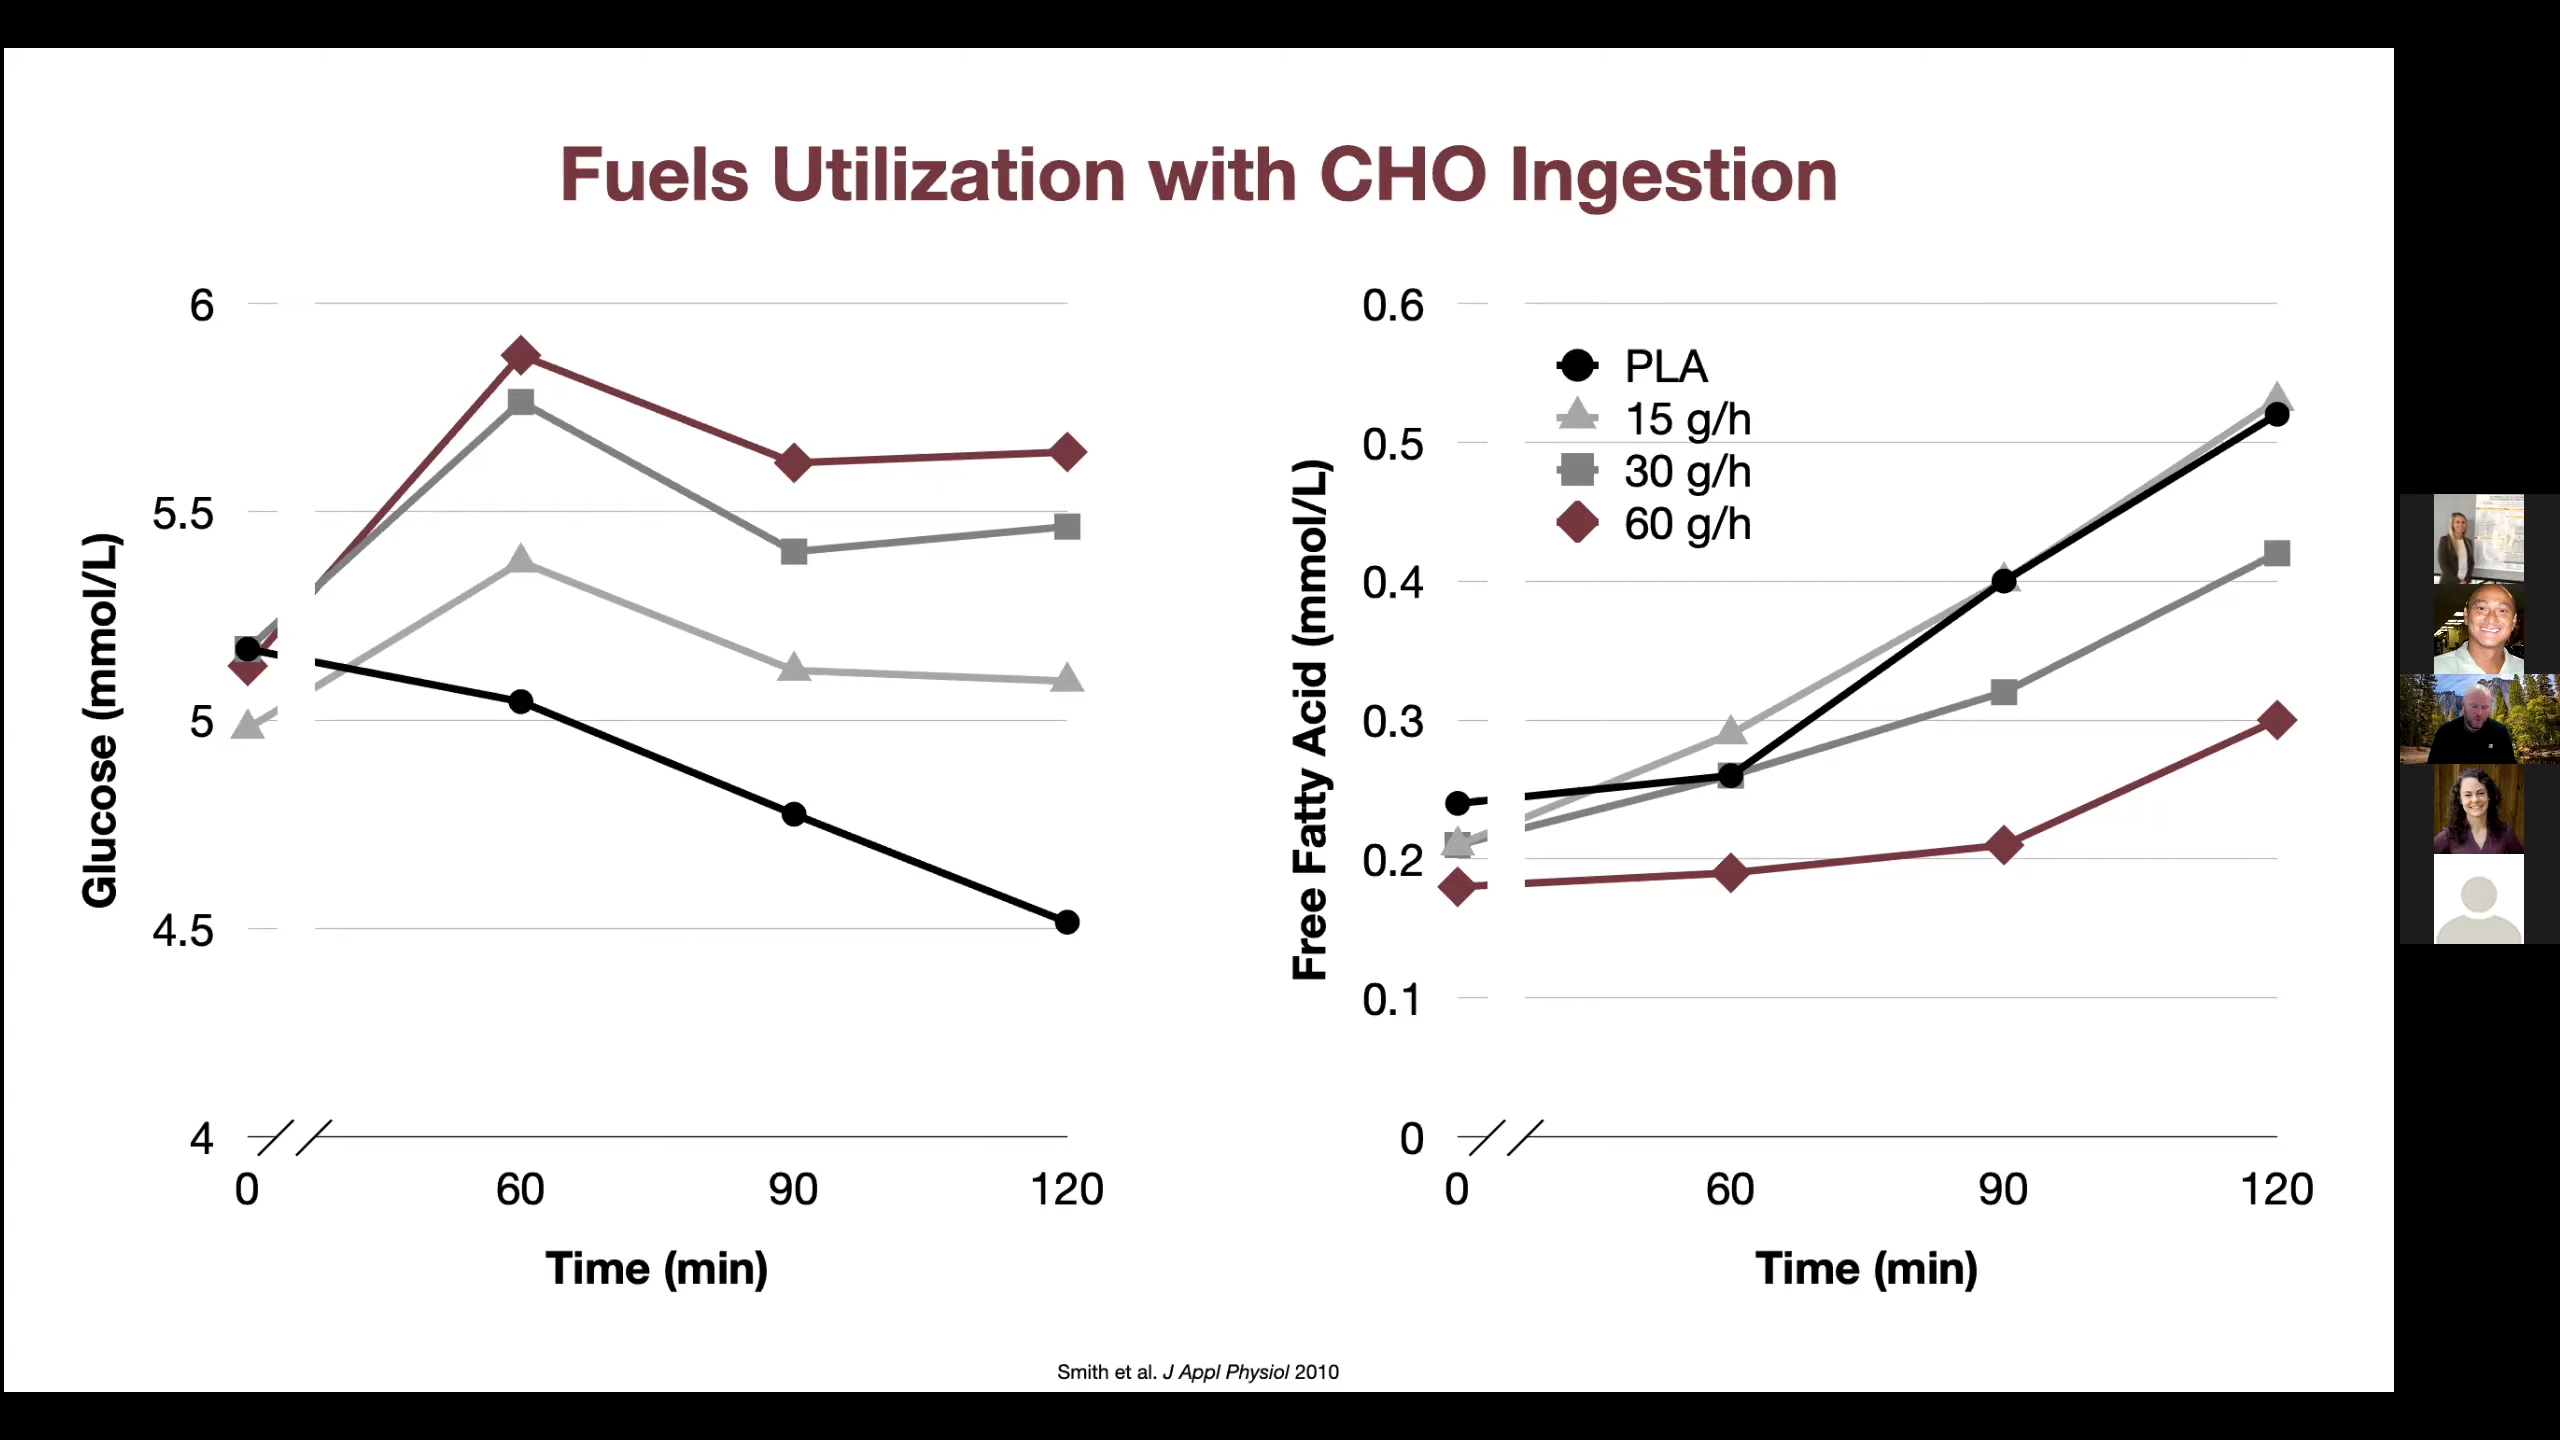 Fuels Utilization with CHO Ingestion
Glucose (mmol/L)
6
5.5
5
4.5
4
0 60 90 120
Time (min)
Free Fatty Acid (mmol/L)
0.6
0.5
0.4
0.3
0.2
0.1
0
PLA
15 g/h
30 g/h
60 g/h
0 60 90 120
Time (min)
Smith et al. J Appl Physiol 2010